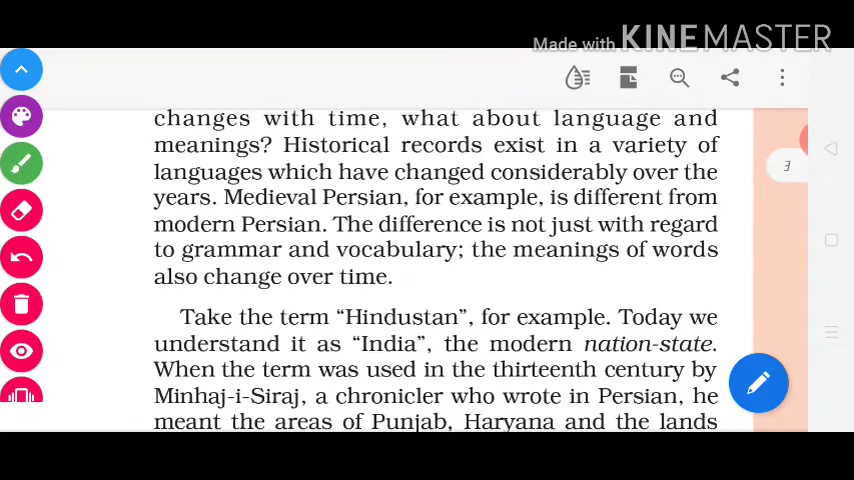 Made with KINEMASTER
changes with time, what about language and
meanings? Historical records exist in a variety of
languages which have changed considerably over the
years. Medieval Persian, for example, is different from
modern Persian. The difference is not just with regard
to grammar and vocabulary; the meanings of words
also change over time.
Take the term “Hindustan”, for example. Today we
understand it as “India”, the modern nation-state.
When the term was used in the thirteenth century by
Minhaj-i-Siraj, a chronicler who wrote in Persian, he
meant the areas of Punjab, Haryana and the lands